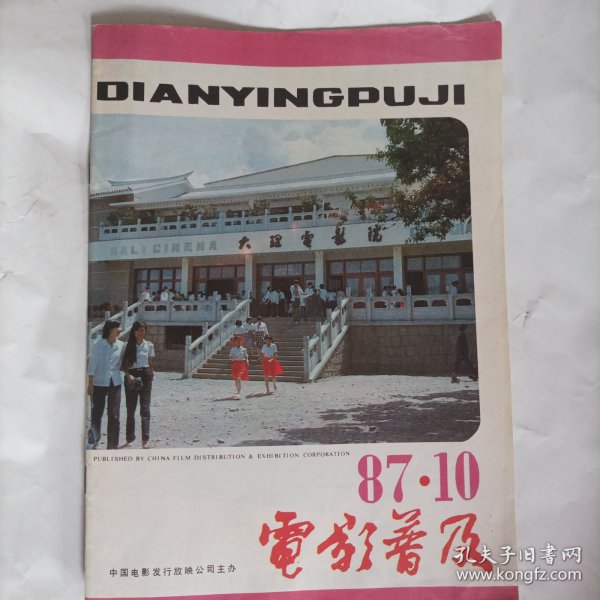 DIANYINGPUJI
DALI CINEMA 大理電影院
PUBLISHED BY CHINA FILM DISTRIBUTION & EXHIBITION CORPORATION
87·10
電影普及
中国电影发行放映公司主办
孔夫子旧书网
www.kongfz.com